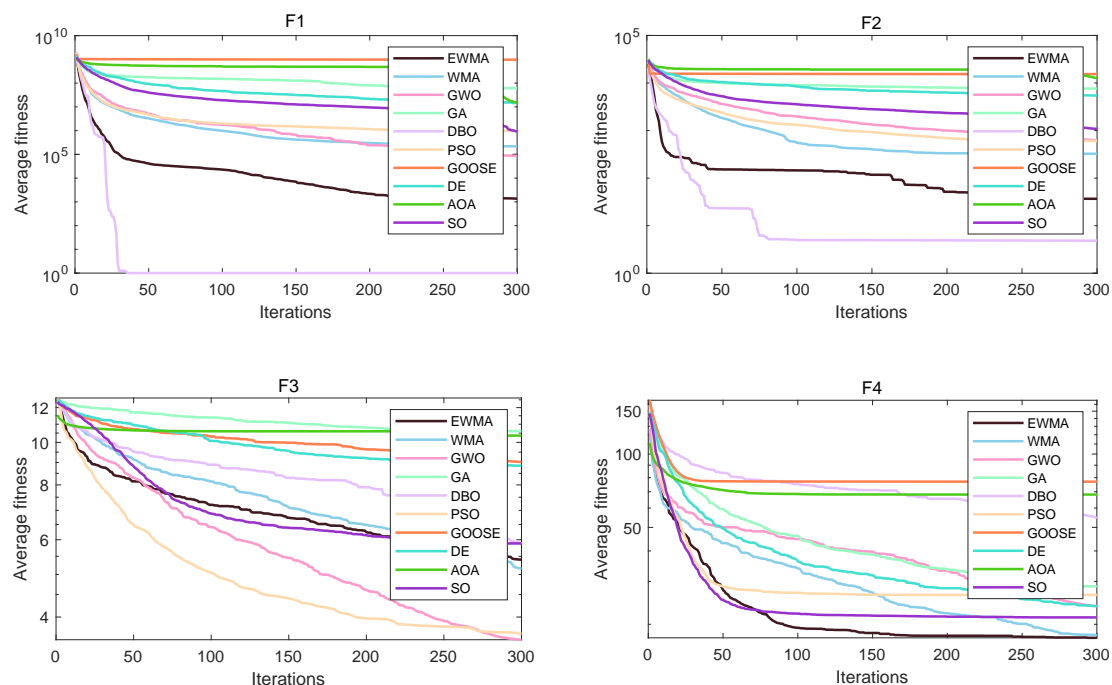 F1
10^10
10^5
10^0
Average fitness
0 50 100 150 200 250 300
Iterations
EWMA
WMA
GWO
GA
DBO
PSO
GOOSE
DE
AOA
SO
F2
10^5
10^0
Average fitness
0 50 100 150 200 250 300
Iterations
EWMA
WMA
GWO
GA
DBO
PSO
GOOSE
DE
AOA
SO
F3
12
10
8
6
4
Average fitness
0 50 100 150 200 250 300
Iterations
EWMA
WMA
GWO
GA
DBO
PSO
GOOSE
DE
AOA
SO
F4
150
100
50
Average fitness
0 50 100 150 200 250 300
Iterations
EWMA
WMA
GWO
GA
DBO
PSO
GOOSE
DE
AOA
SO